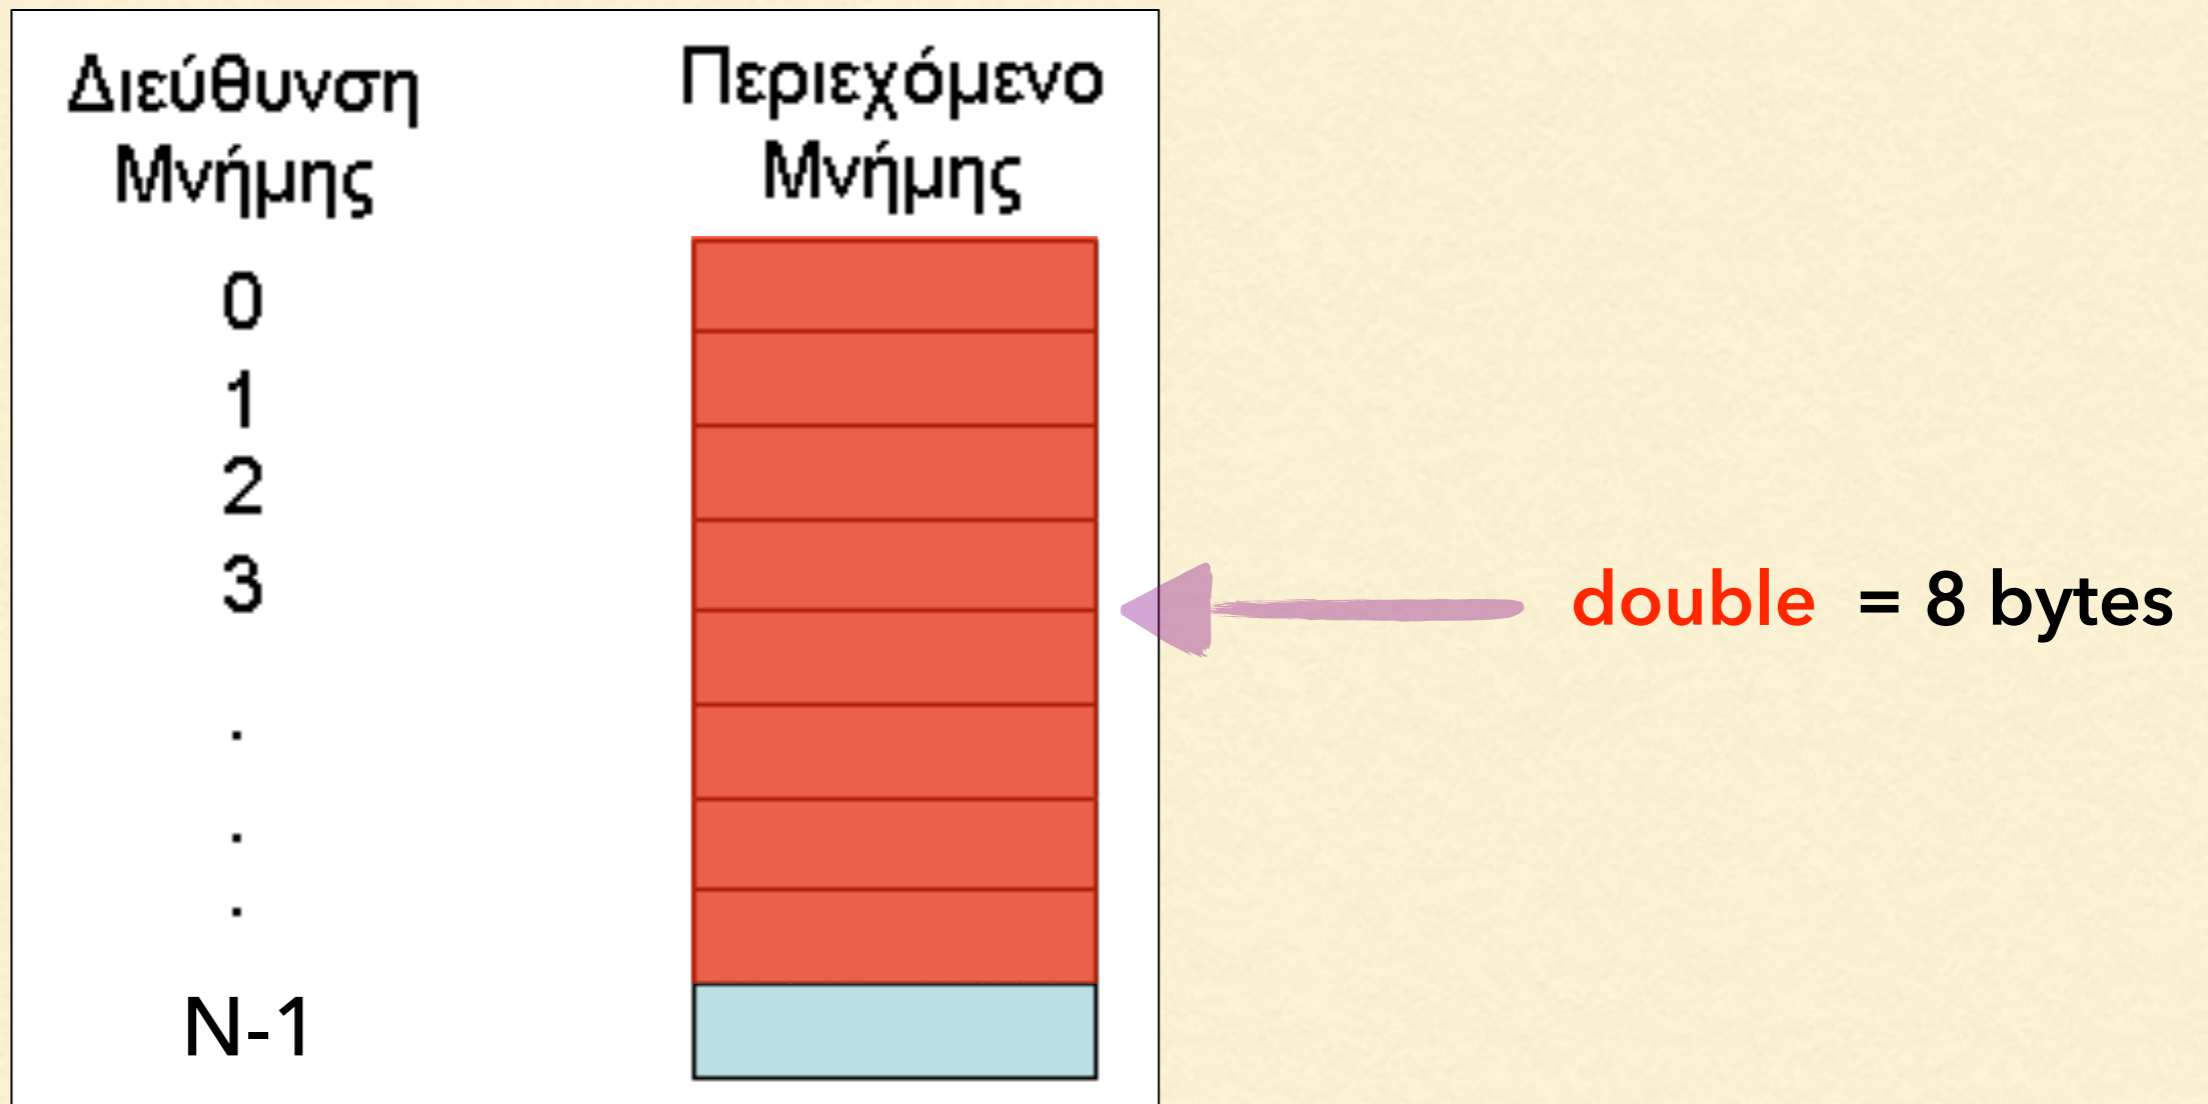 Διεύθυνση
Μνήμης
Περιεχόμενο
Μνήμης
0
1
2
3
.
.
.
N-1
double = 8 bytes